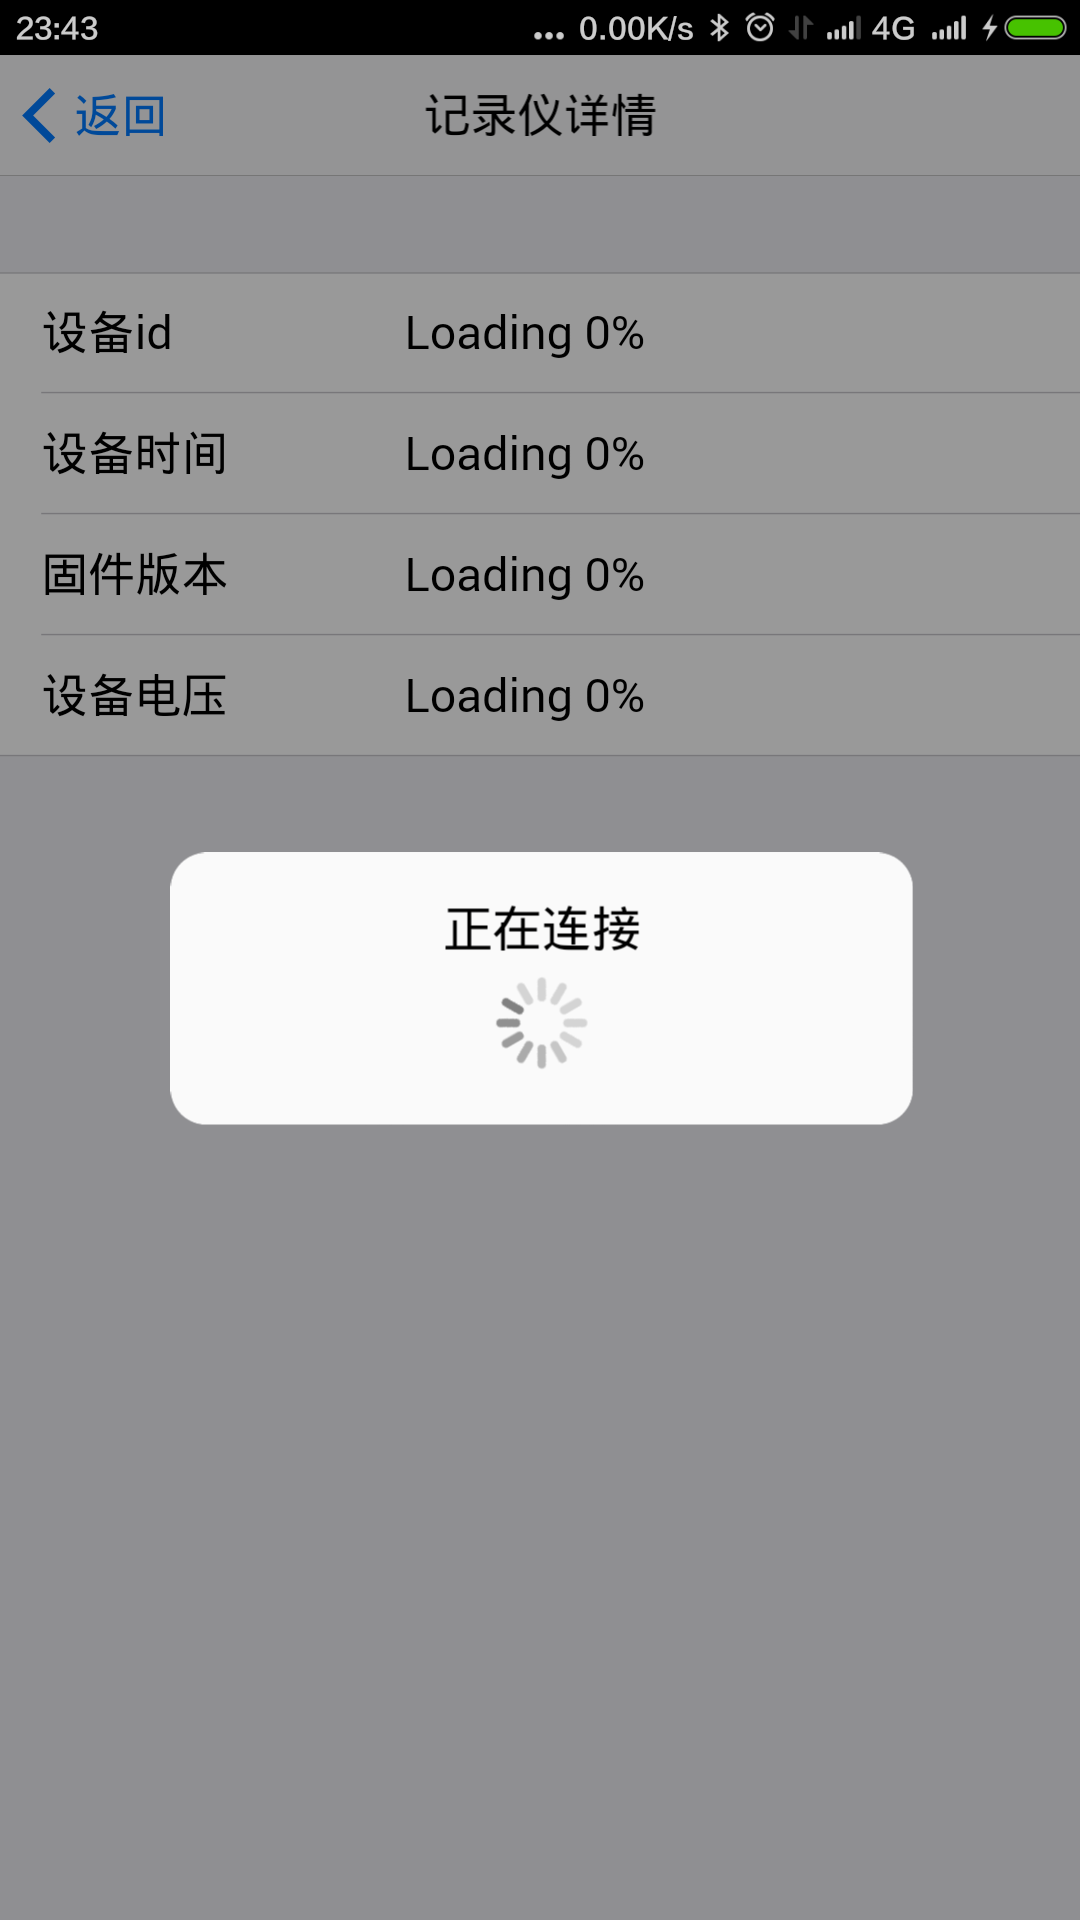 23:43 ... 0.00K/s 4G
返回 记录仪详情
设备id Loading 0%
设备时间 Loading 0%
固件版本 Loading 0%
设备电压 Loading 0%
正在连接